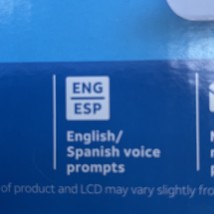 ENG
ESP
English/
Spanish voice
prompts
of product and LCD may vary slightly fro